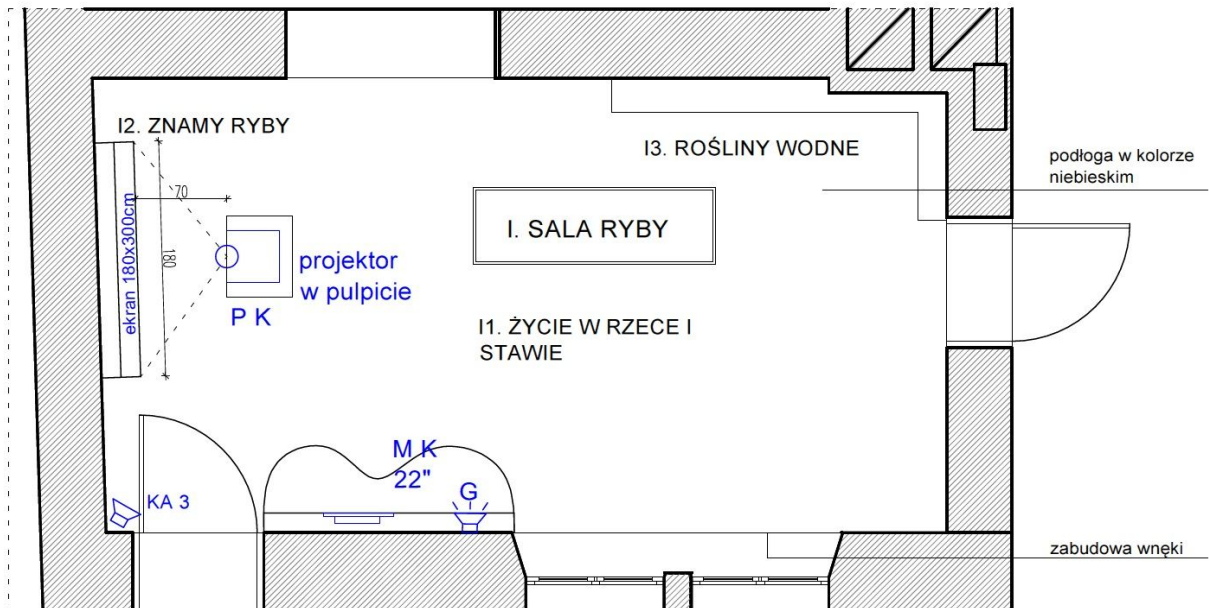 I2. ZNAMY RYBY
I3. ROŚLINY WODNE
podłoga w kolorze
niebieskim
70
ekran 180x300cm
180
I. SALA RYBY
projektor
w pulpicie
P K
I1. ŻYCIE W RZECE I
STAWIE
M K
22"
G
KA 3
zabudowa wnęki